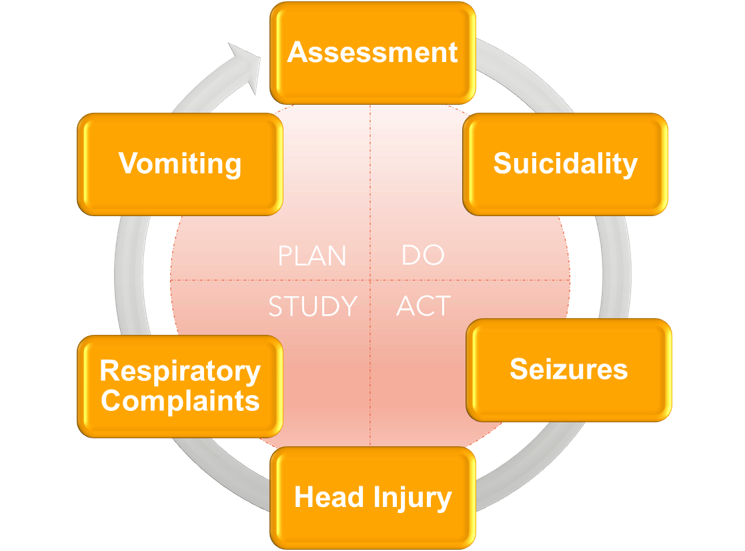 Assessment
Vomiting
Suicidality
PLAN
DO
STUDY
ACT
Respiratory
Complaints
Seizures
Head Injury